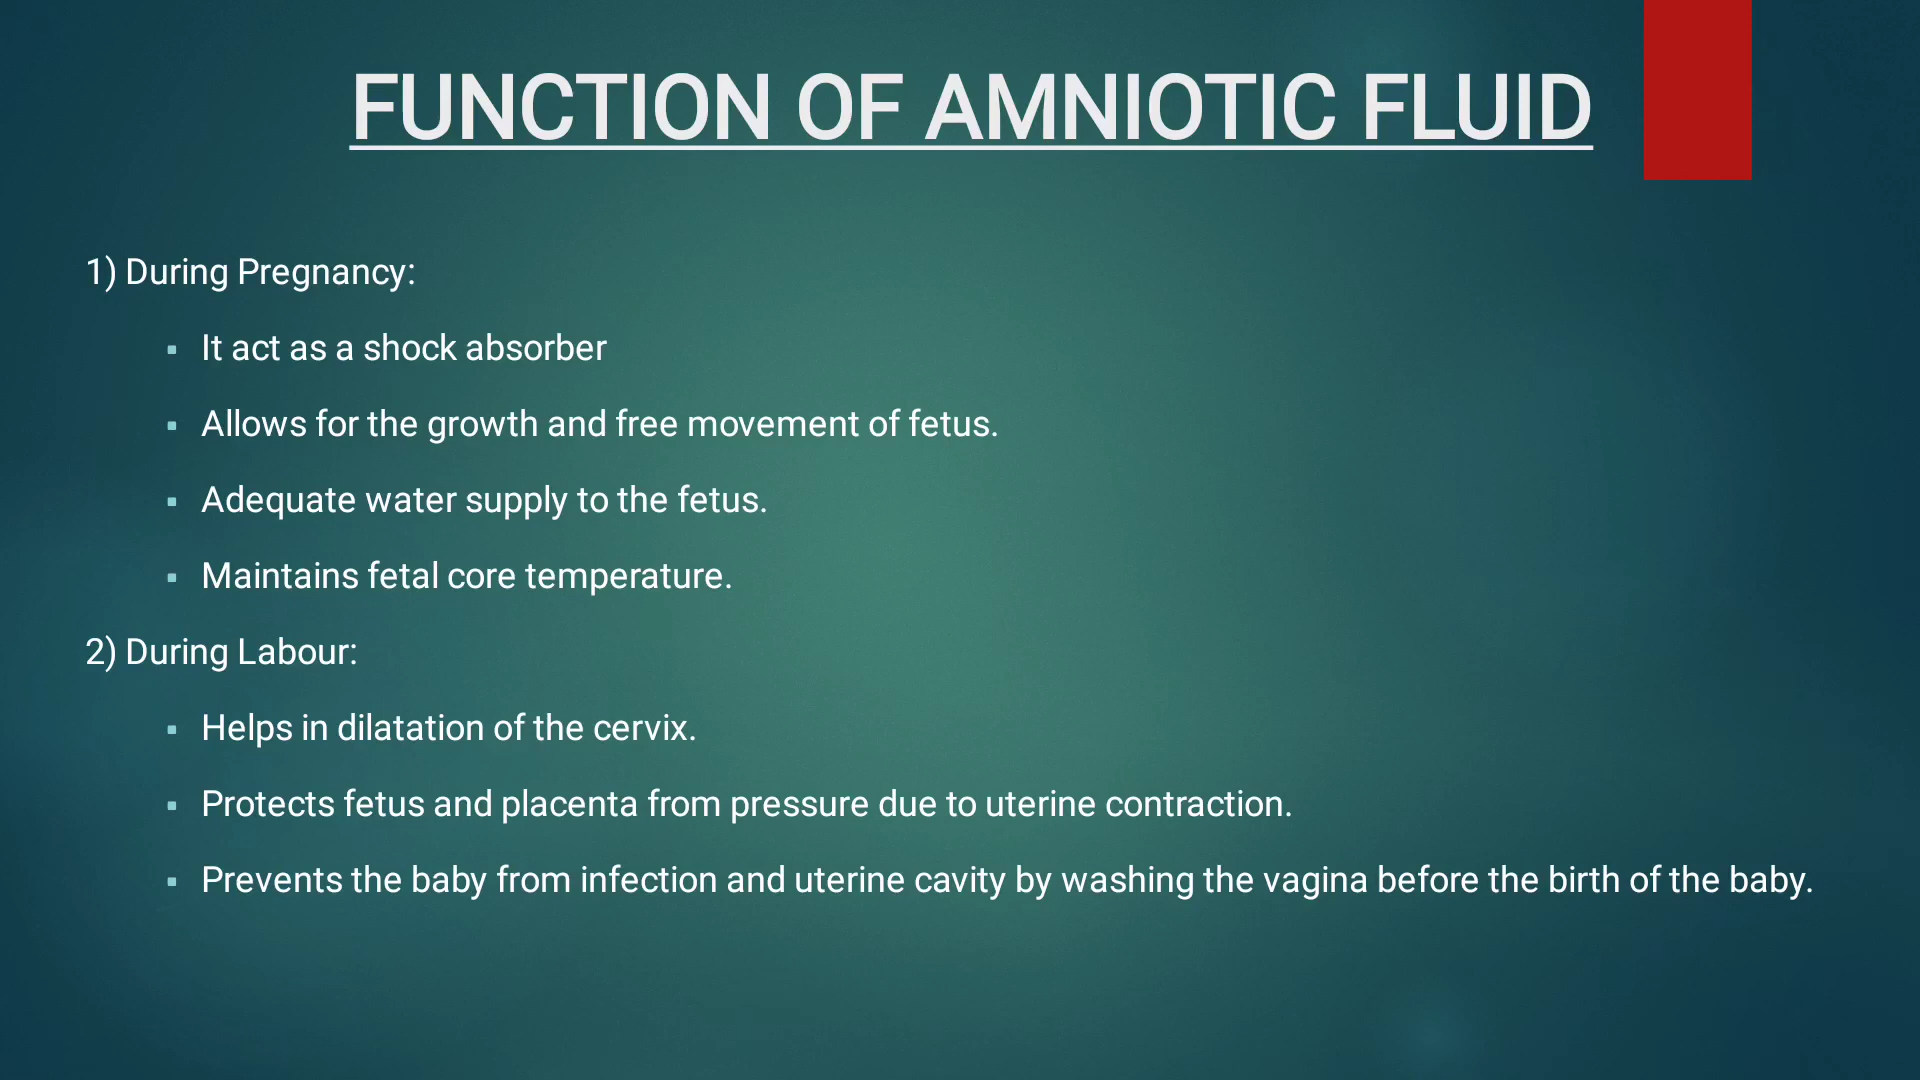 FUNCTION OF AMNIOTIC FLUID
1) During Pregnancy:
▪ It act as a shock absorber
▪ Allows for the growth and free movement of fetus.
▪ Adequate water supply to the fetus.
▪ Maintains fetal core temperature.
2) During Labour:
▪ Helps in dilatation of the cervix.
▪ Protects fetus and placenta from pressure due to uterine contraction.
▪ Prevents the baby from infection and uterine cavity by washing the vagina before the birth of the baby.